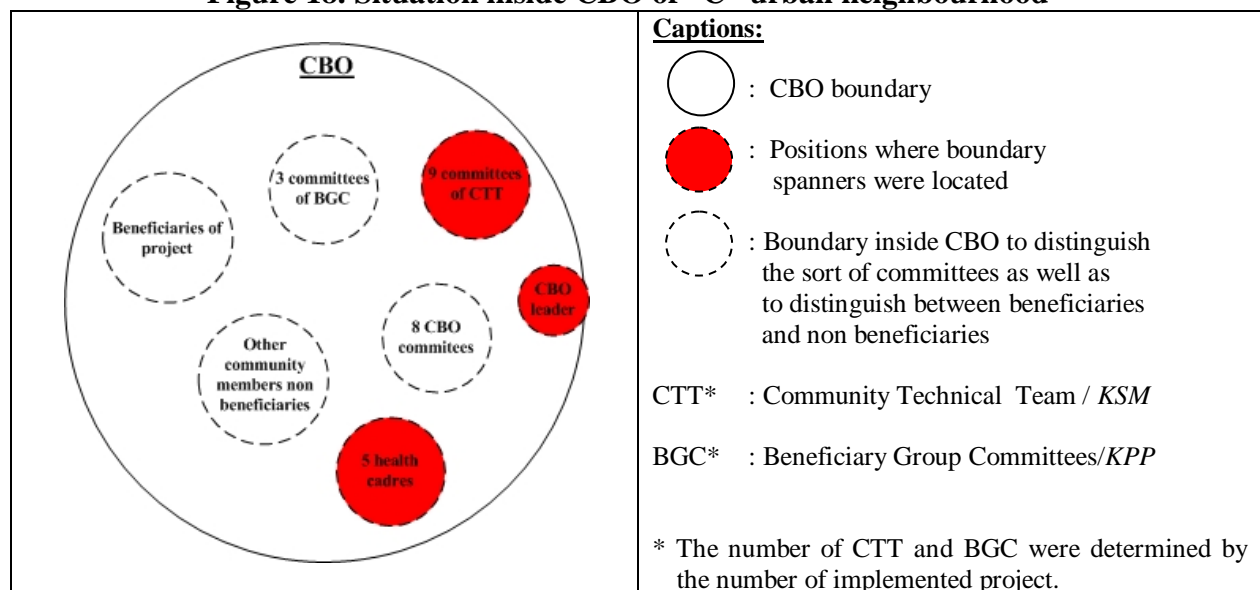 Figure 18. Situation inside CBO of "C" urban neighbourhood
CBO
3 committees
of BGC
9 committees
of CTT
Beneficiaries of
project
CBO
leader
8 CBO
commitees
Other
community
members non
beneficiaries
5 health
cadres
Captions:
: CBO boundary
: Positions where boundary
spanners were located
: Boundary inside CBO to distinguish
the sort of committees as well as
to distinguish between beneficiaries
and non beneficiaries
CTT* : Community Technical Team / KSM
BGC* : Beneficiary Group Committees/KPP
* The number of CTT and BGC were determined by
the number of implemented project.